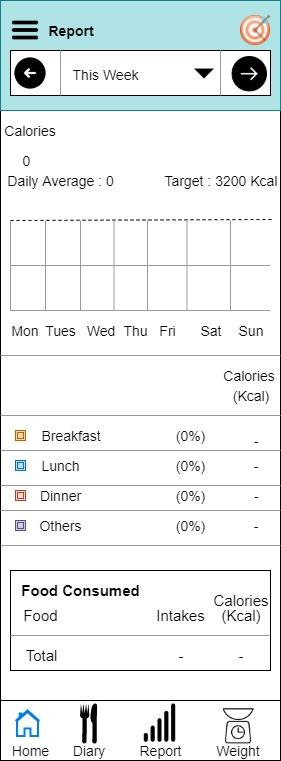 Report
This Week
Calories
0
Daily Average : 0 Target : 3200 Kcal
Mon Tues Wed Thu Fri Sat Sun
Calories
(Kcal)
Breakfast (0%) -
Lunch (0%) -
Dinner (0%) -
Others (0%) -
Food Consumed
Food Intakes Calories
(Kcal)
Total - -
Home Diary Report Weight